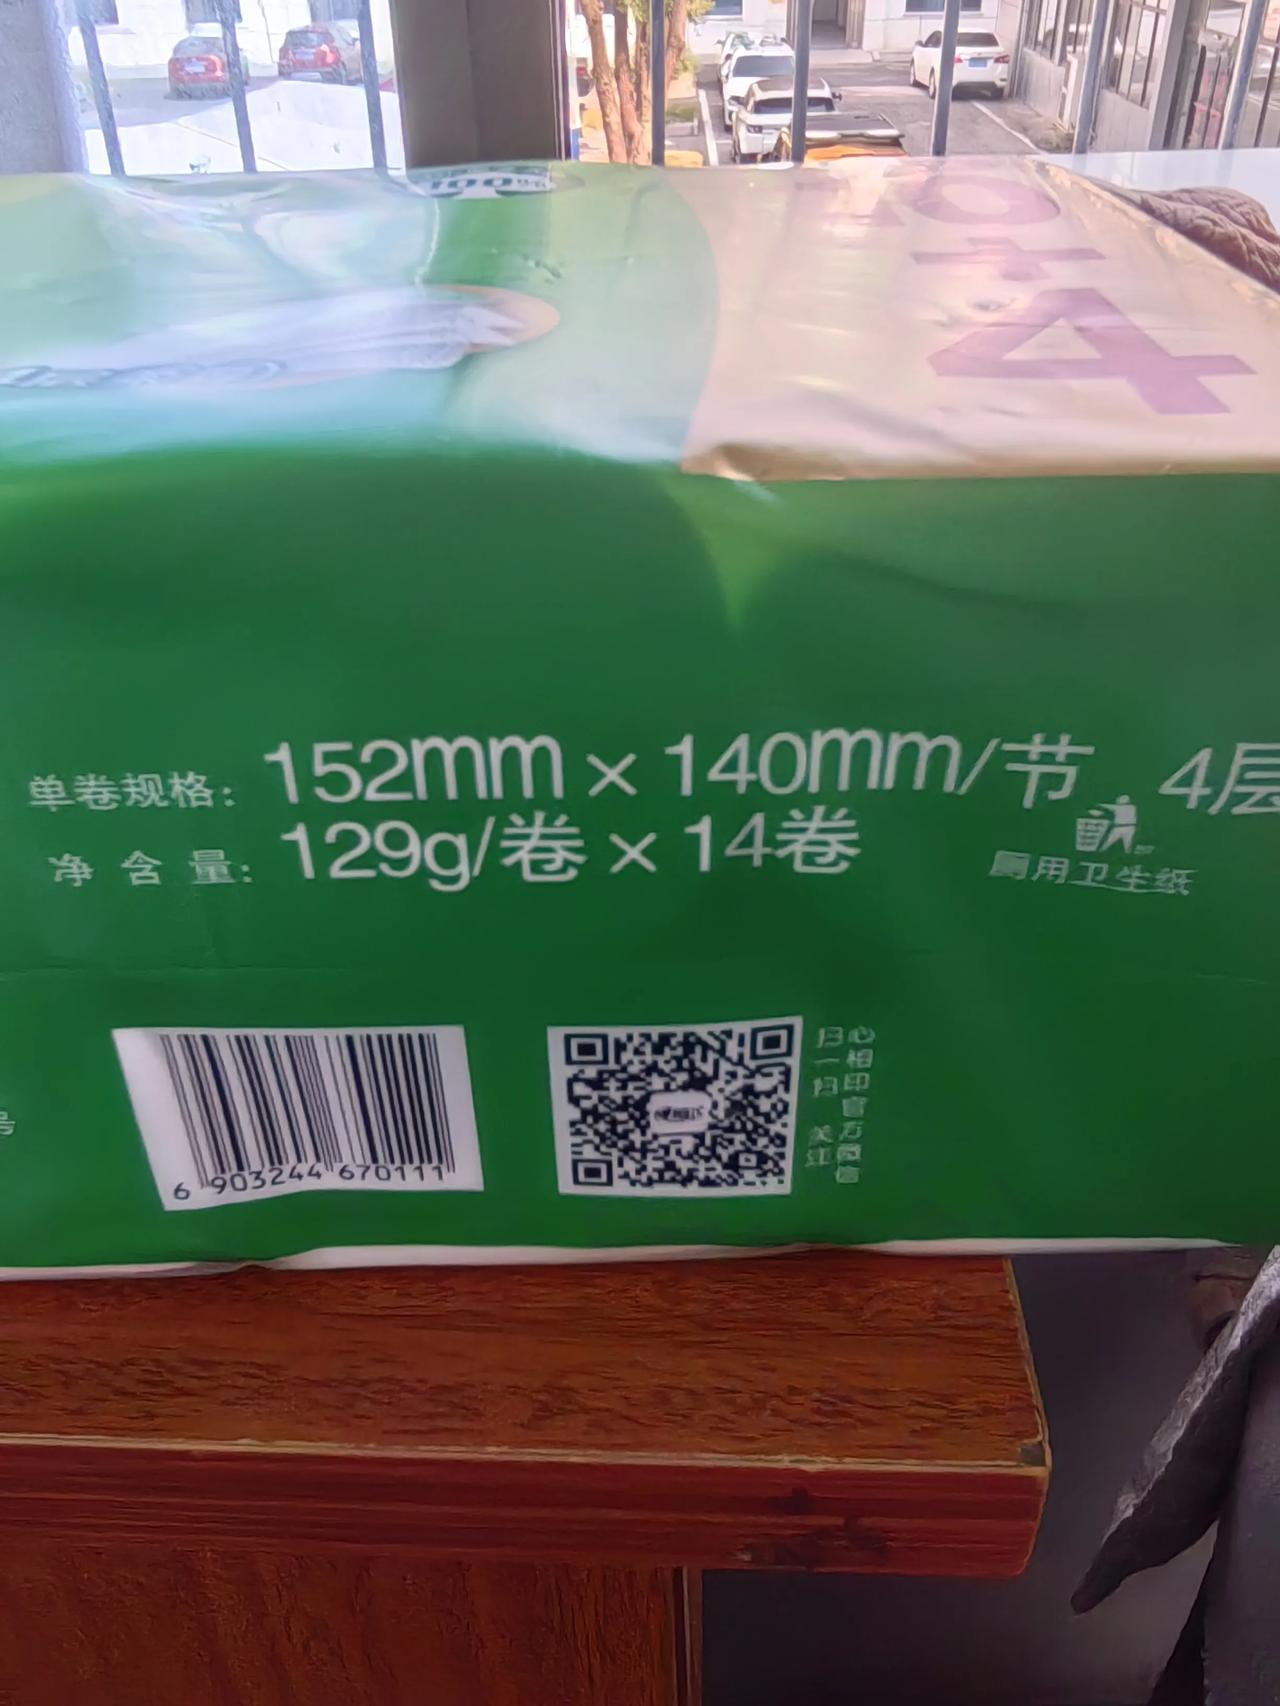 10+4
单卷规格: 152mm×140mm/节 4层
净含量: 129g/卷×14卷
厕用卫生纸
号
6 903244 670111
心相印官方微信
扫一扫 关注